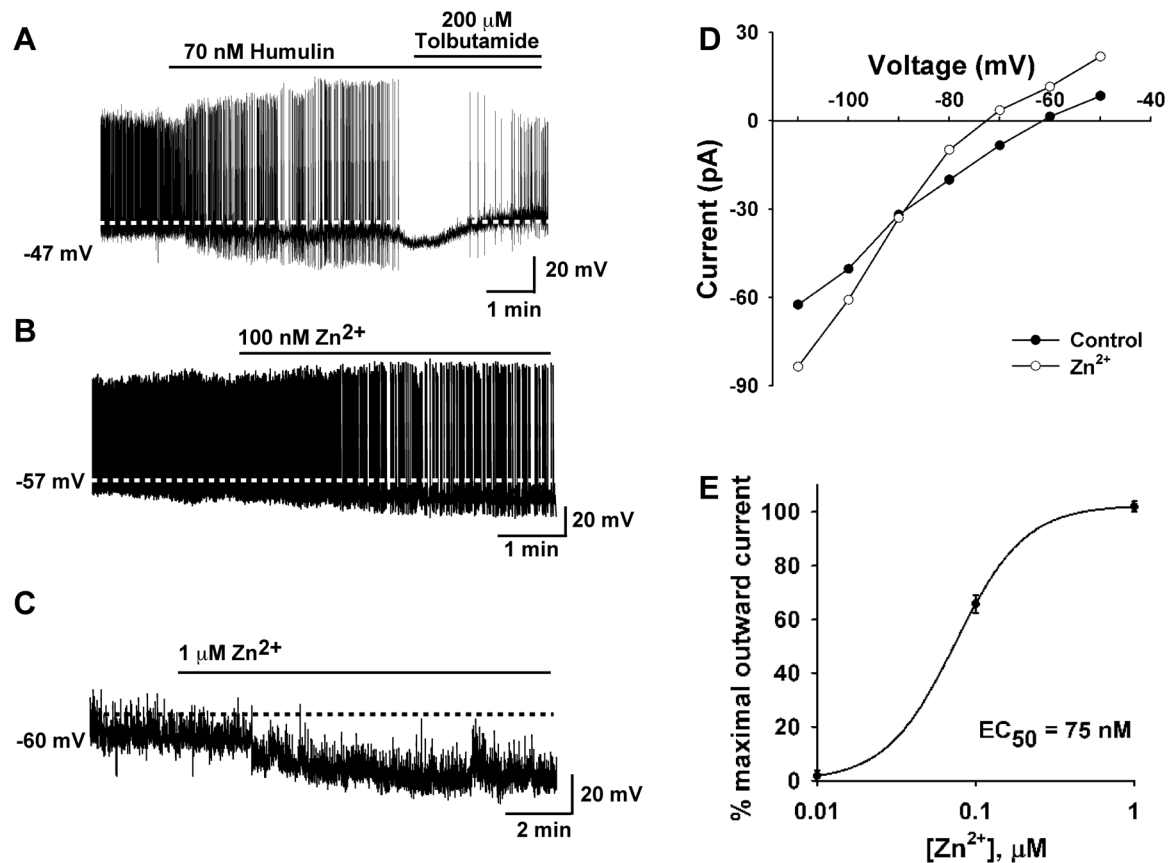 A
70 nM Humulin
200 μM
Tolbutamide
-47 mV
20 mV
1 min
B
100 nM Zn2+
-57 mV
20 mV
1 min
C
1 μM Zn2+
-60 mV
20 mV
2 min
D
Voltage (mV)
Current (pA)
30
0
-30
-60
-90
-100
-80
-60
-40
Control
Zn2+
E
% maximal outward current
100
80
60
40
20
0
0.01
0.1
1
EC50 = 75 nM
[Zn2+], μM